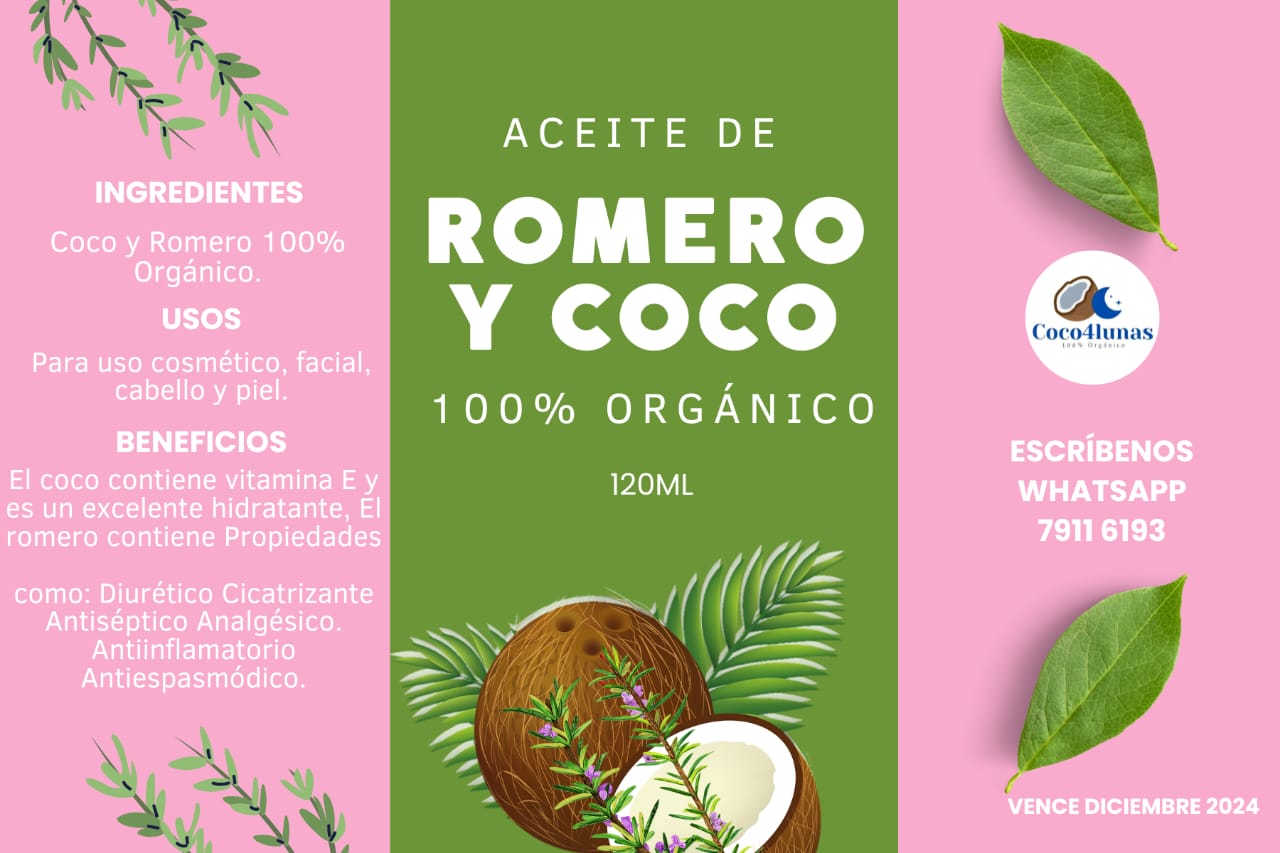 INGREDIENTES
Coco y Romero 100%
Orgánico.
USOS
Para uso cosmético, facial,
cabello y piel.
BENEFICIOS
El coco contiene vitamina E y
es un excelente hidratante, El
romero contiene Propiedades
como: Diurético Cicatrizante
Antiséptico Analgésico.
Antiinflamatorio
Antiespasmódico.
ACEITE DE
ROMERO
Y COCO
100% ORGÁNICO
120ML
Coco4lunas
100% Orgánico
ESCRÍBENOS
WHATSAPP
7911 6193
VENCE DICIEMBRE 2024